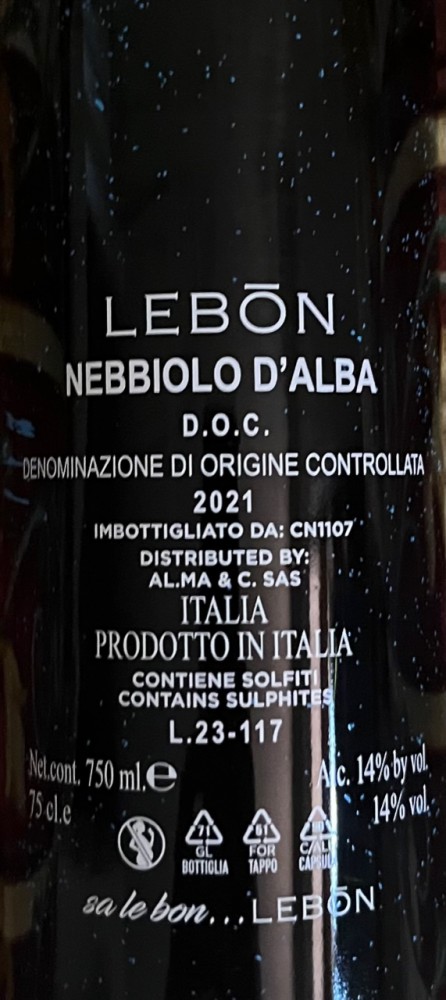 LEBŌN
NEBBIOLO D'ALBA
D.O.C.
DENOMINAZIONE DI ORIGINE CONTROLLATA
2021
IMBOTTIGLIATO DA: CN1107
DISTRIBUTED BY:
AL.MA & C. SAS
ITALIA
PRODOTTO IN ITALIA
CONTIENE SOLFITI
CONTAINS SULPHITES
L.23-117
Net.cont. 750 ml.e Alc. 14% by vol.
75 cl.e 14% vol.
71 61 90
GL FOR C/ALU
BOTTIGLIA TAPPO CAPSULA
sa le bon...LEBŌN